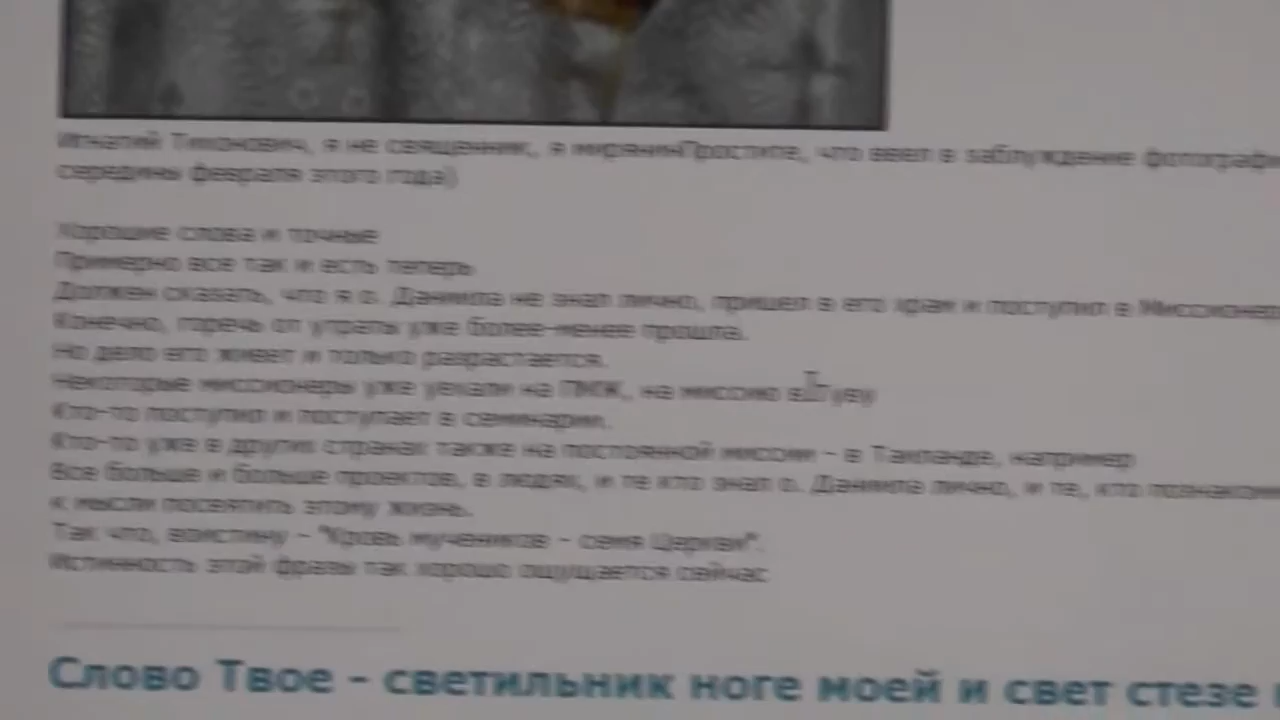 Игнатий Тихонович, я не священник, я мирянинПростите, что ввел в заблуждение
середины февраля этого года)
Хорошие слова и точные
Примерно все так и есть теперь
Должен сказать, что я о. Даниила не знал лично, пришел в его храм и поступил в
Конечно, горечь от утраты уже более-менее прошла.
Но дело его живет и только разрастается.
Некоторые миссионеры уже уехали на ПМЖ, на миссию в Туву
Кто-то поступил и поступает в семинарии.
Кто-то уже в других странах также на постоянной миссии - в Таиланде, например
Все больше и больше проектов, в людях, и те кто знал о. Даниила лично, и те, кто
к мысли посвятить этому жизнь.
Так что, воистину - "Кровь мучеников - семя Церкви".
Истинность этой фразы так хорошо ощущается сейчас
Слово Твое - светильник ноге моей и свет стезе